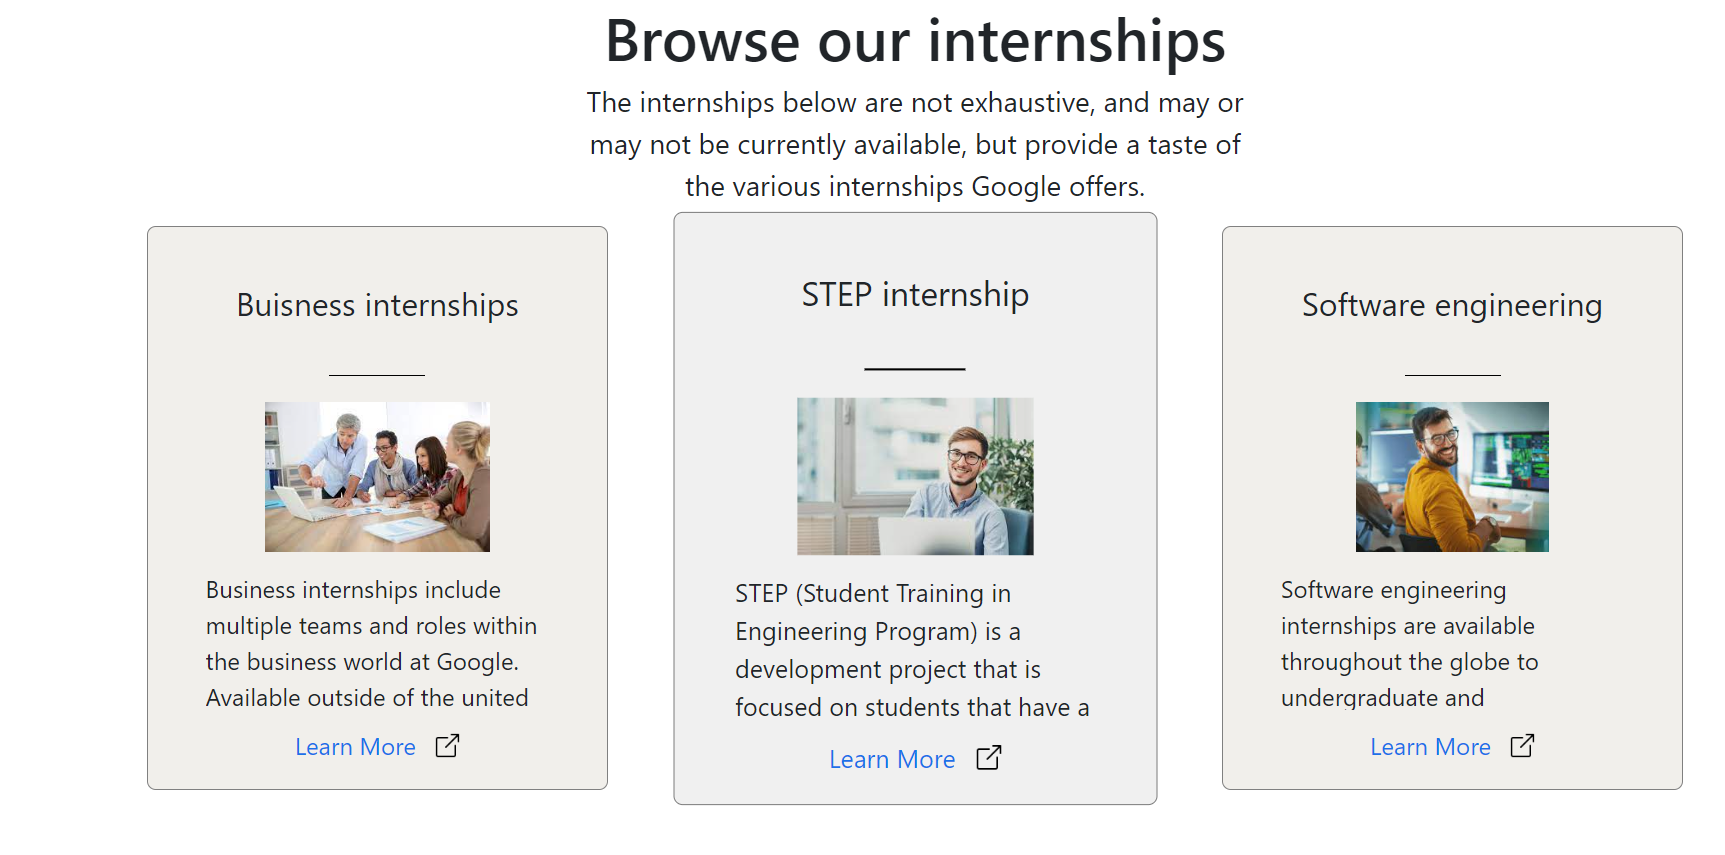 Browse our internships
The internships below are not exhaustive, and may or
may not be currently available, but provide a taste of
the various internships Google offers.
Buisness internships
Business internships include
multiple teams and roles within
the business world at Google.
Available outside of the united
Learn More
STEP internship
STEP (Student Training in
Engineering Program) is a
development project that is
focused on students that have a
Learn More
Software engineering
Software engineering
internships are available
throughout the globe to
undergraduate and
Learn More